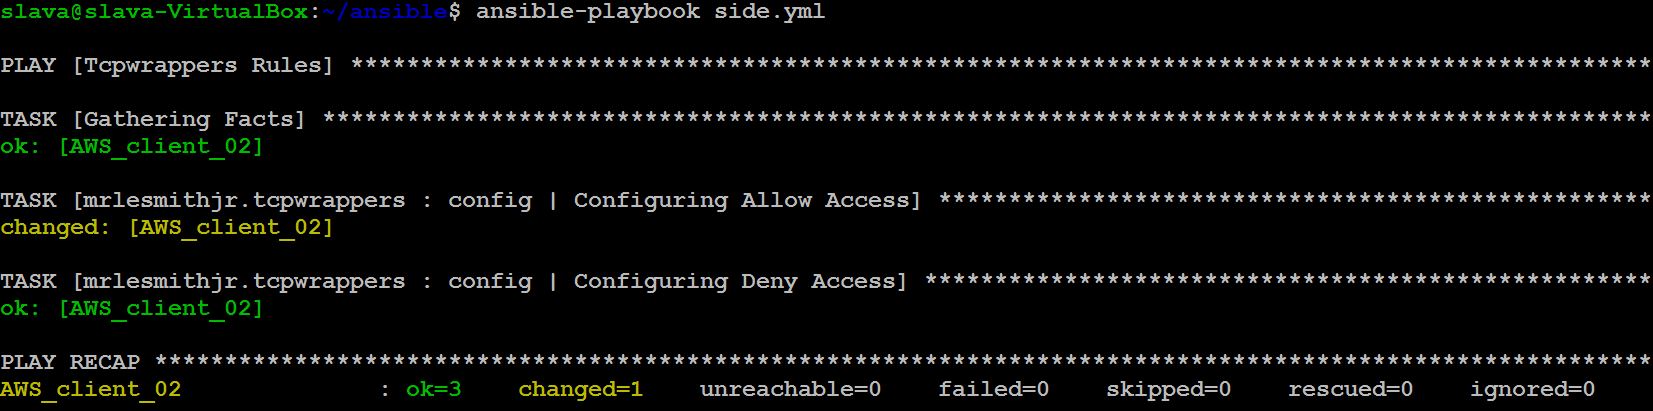 slava@slava-VirtualBox:~/ansible$ ansible-playbook side.yml
PLAY [Tcpwrappers Rules] *********************************************************************************************
TASK [Gathering Facts] ***********************************************************************************************
ok: [AWS_client_02]
TASK [mrlesmithjr.tcpwrappers : config | Configuring Allow Access] ***************************************************
changed: [AWS_client_02]
TASK [mrlesmithjr.tcpwrappers : config | Configuring Deny Access] ****************************************************
ok: [AWS_client_02]
PLAY RECAP ***********************************************************************************************************
AWS_client_02              : ok=3    changed=1    unreachable=0    failed=0    skipped=0    rescued=0    ignored=0